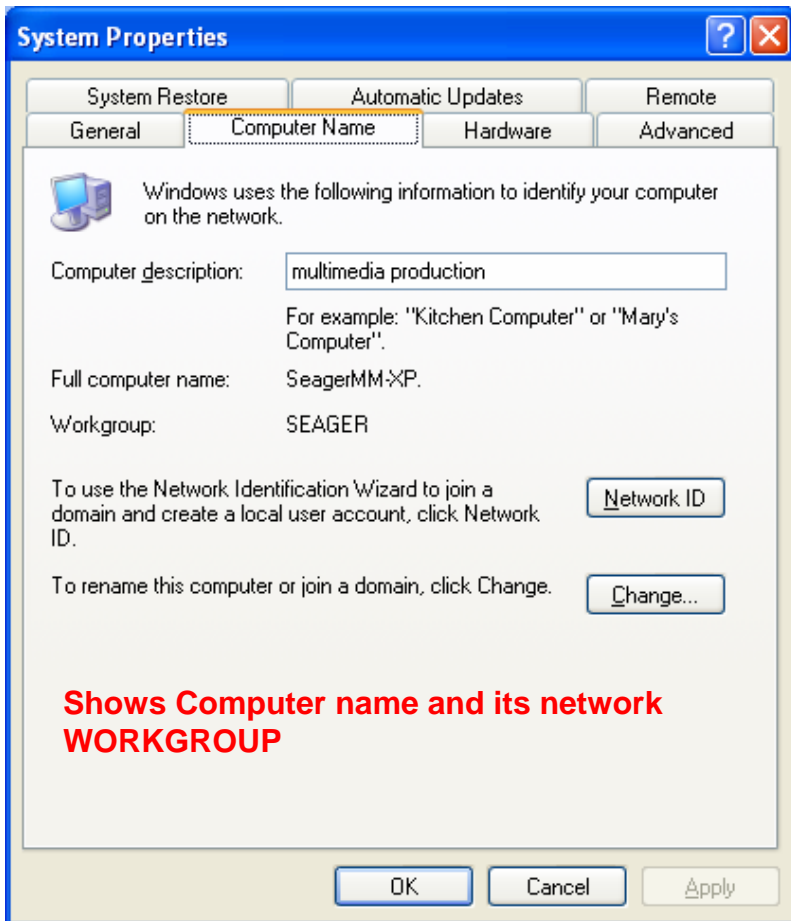 System Properties
System Restore Automatic Updates Remote
General Computer Name Hardware Advanced
Windows uses the following information to identify your computer
on the network.
Computer description: multimedia production
For example: "Kitchen Computer" or "Mary's
Computer".
Full computer name: SeagerMM-XP.
Workgroup: SEAGER
To use the Network Identification Wizard to join a
domain and create a local user account, click Network
ID.
Network ID
To rename this computer or join a domain, click Change.
Change...
Shows Computer name and its network
WORKGROUP
OK Cancel Apply